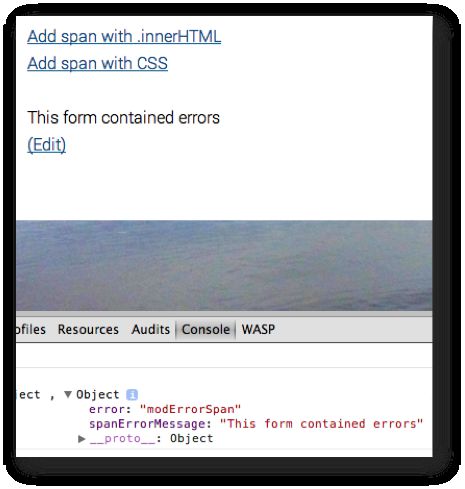 Add span with .innerHTML
Add span with CSS
This form contained errors
(Edit)
ofiles Resources Audits Console WASP
ject , ▼ Object i
error: "modErrorSpan"
spanErrorMessage: "This form contained errors"
▶ __proto__: Object